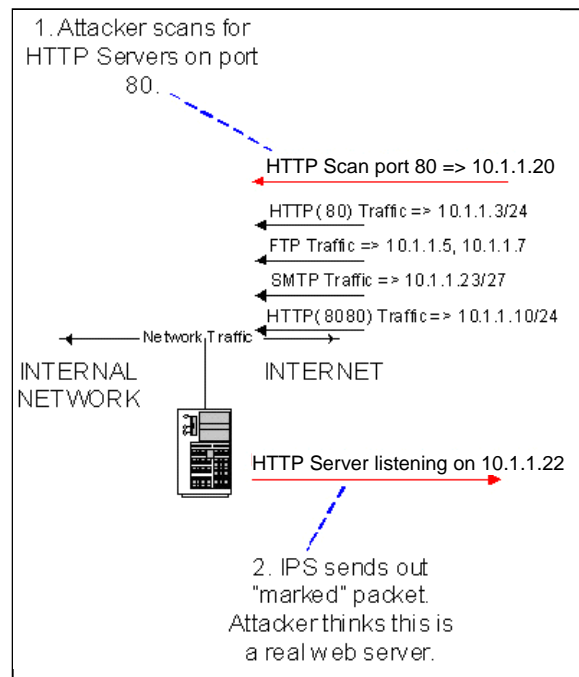 1. Attacker scans for
HTTP Servers on port
80.
HTTP Scan port 80 => 10.1.1.20
HTTP(80) Traffic => 10.1.1.3/24
FTP Traffic => 10.1.1.5, 10.1.1.7
SMTP Traffic => 10.1.1.23/27
HTTP(8080) Traffic=> 10.1.1.10/24
Network Traffic
INTERNAL
NETWORK
INTERNET
HTTP Server listening on 10.1.1.22
2. IPS sends out
"marked" packet.
Attacker thinks this is
a real web server.